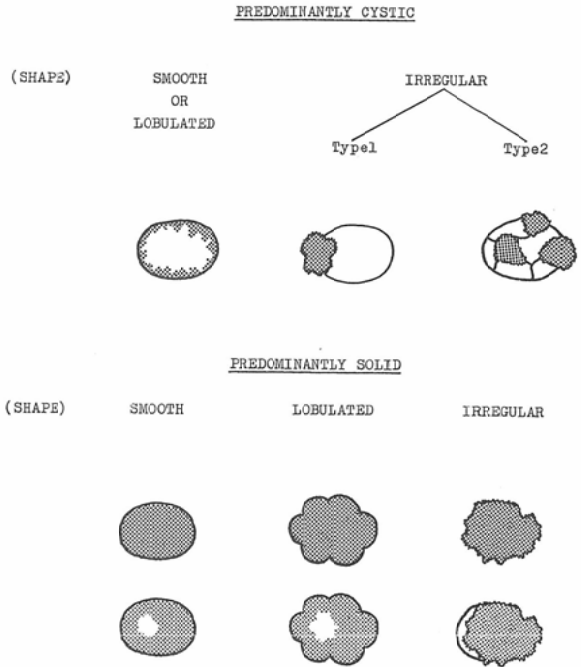 PREDOMINANTLY CYSTIC
(SHAPE) SMOOTH OR LOBULATED IRREGULAR
Type1 Type2
PREDOMINANTLY SOLID
(SHAPE) SMOOTH LOBULATED IRREGULAR